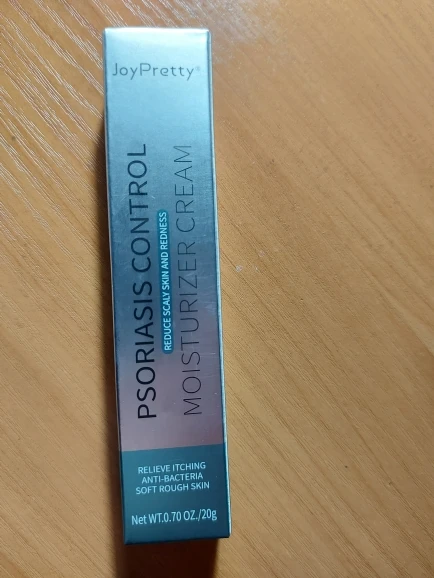 JoyPretty®
PSORIASIS CONTROL
REDUCE SCALY SKIN AND REDNESS
MOISTURIZER CREAM
RELIEVE ITCHING
ANTI-BACTERIA
SOFT ROUGH SKIN
Net WT.0.70 OZ./20g